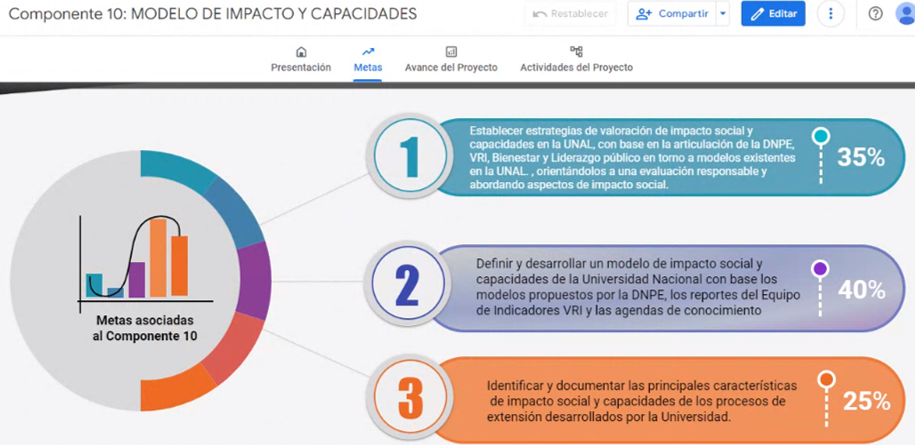 Componente 10: MODELO DE IMPACTO Y CAPACIDADES
Restablecer
Compartir
Editar
Presentación
Metas
Avance del Proyecto
Actividades del Proyecto
Metas asociadas
al Componente 10
1
Establecer estrategias de valoración de impacto social y
capacidades en la UNAL, con base en la articulación de la DNPE,
VRI, Bienestar y Liderazgo público en torno a modelos existentes
en la UNAL. , orientándolos a una evaluación responsable y
abordando aspectos de impacto social.
35%
2
Definir y desarrollar un modelo de impacto social y
capacidades de la Universidad Nacional con base los
modelos propuestos por la DNPE, los reportes del Equipo
de Indicadores VRI y las agendas de conocimiento
40%
3
Identificar y documentar las principales características
de impacto social y capacidades de los procesos de
extensión desarrollados por la Universidad.
25%